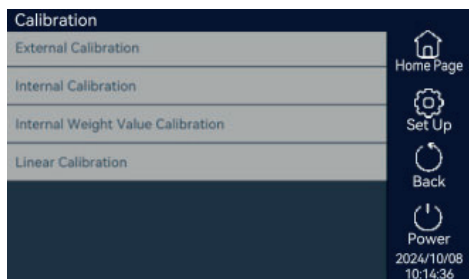 Calibration
External Calibration
Internal Calibration
Internal Weight Value Calibration
Linear Calibration
Home Page
Set Up
Back
Power
2024/10/08
10:14:36